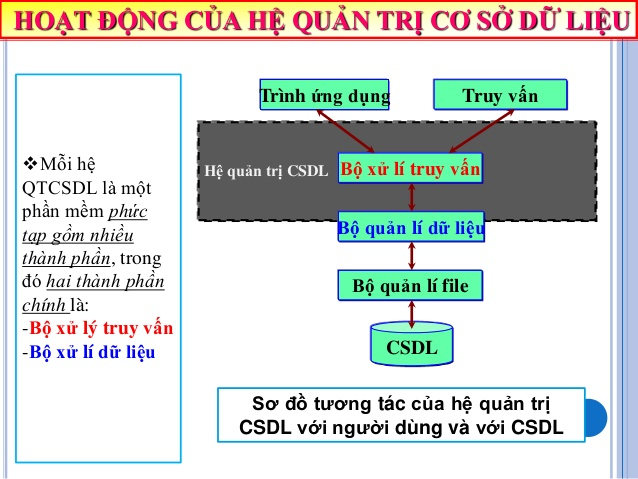 HOẠT ĐỘNG CỦA HỆ QUẢN TRỊ CƠ SỞ DỮ LIỆU
❖Mỗi hệ
QTCSDL là một
phần mềm phức
tạp gồm nhiều
thành phần, trong
đó hai thành phần
chính là:
-Bộ xử lý truy vấn
-Bộ xử lí dữ liệu
Trình ứng dụng
Truy vấn
Hệ quản trị CSDL
Bộ xử lí truy vấn
Bộ quản lí dữ liệu
Bộ quản lí file
CSDL
Sơ đồ tương tác của hệ quản trị
CSDL với người dùng và với CSDL